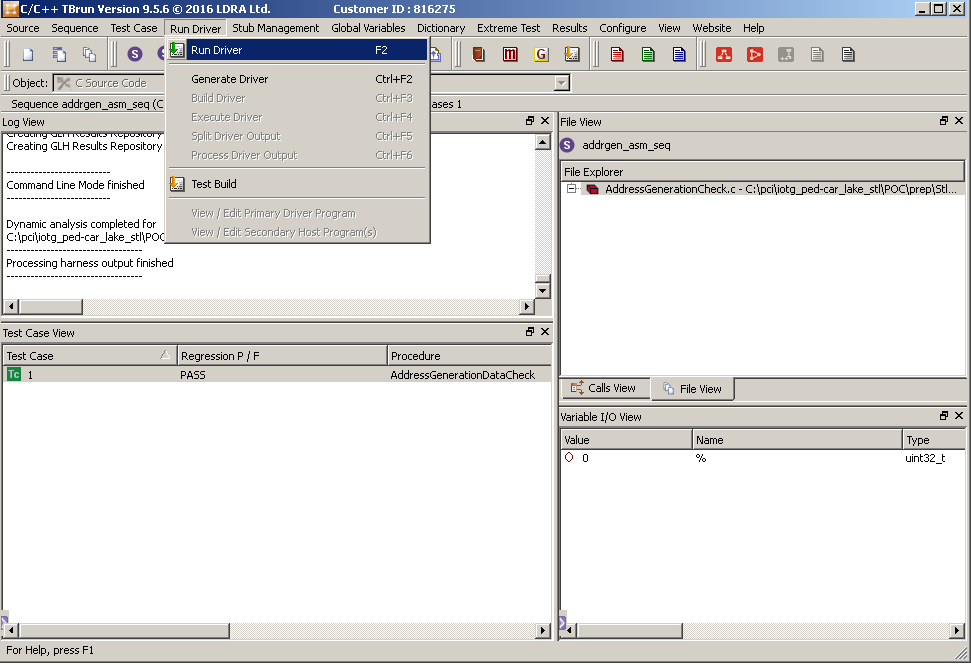 C/C++ TBrun Version 9.5.6 © 2016 LDRA Ltd. Customer ID : 816275
Source Sequence Test Case Run Driver Stub Management Global Variables Dictionary Extreme Test Results Configure View Website Help
Run Driver F2
Generate Driver Ctrl+F2
Build Driver Ctrl+F3
Execute Driver Ctrl+F4
Split Driver Output Ctrl+F5
Process Driver Output Ctrl+F6
Test Build
View / Edit Primary Driver Program
View / Edit Secondary Host Program(s)
Object: C Source Code
Sequence addrgen_asm_seq (C ases 1
Log View
Creating GLH Results Repository
Creating GLH Results Repository
--------------------------
Command Line Mode finished
--------------------------
Dynamic analysis completed for
C:\pci\iotg_ped-car_lake_stl\POC
----------------------------------
Processing harness output finished
----------------------------------
File View
S addrgen_asm_seq
File Explorer
AddressGenerationCheck.c - C:\pci\iotg_ped-car_lake_stl\POC\prep\Stl...
Calls View File View
Test Case View
Test Case Regression P / F Procedure
Tc 1 PASS AddressGenerationDataCheck
Variable I/O View
Value Name Type
0 % uint32_t
For Help, press F1